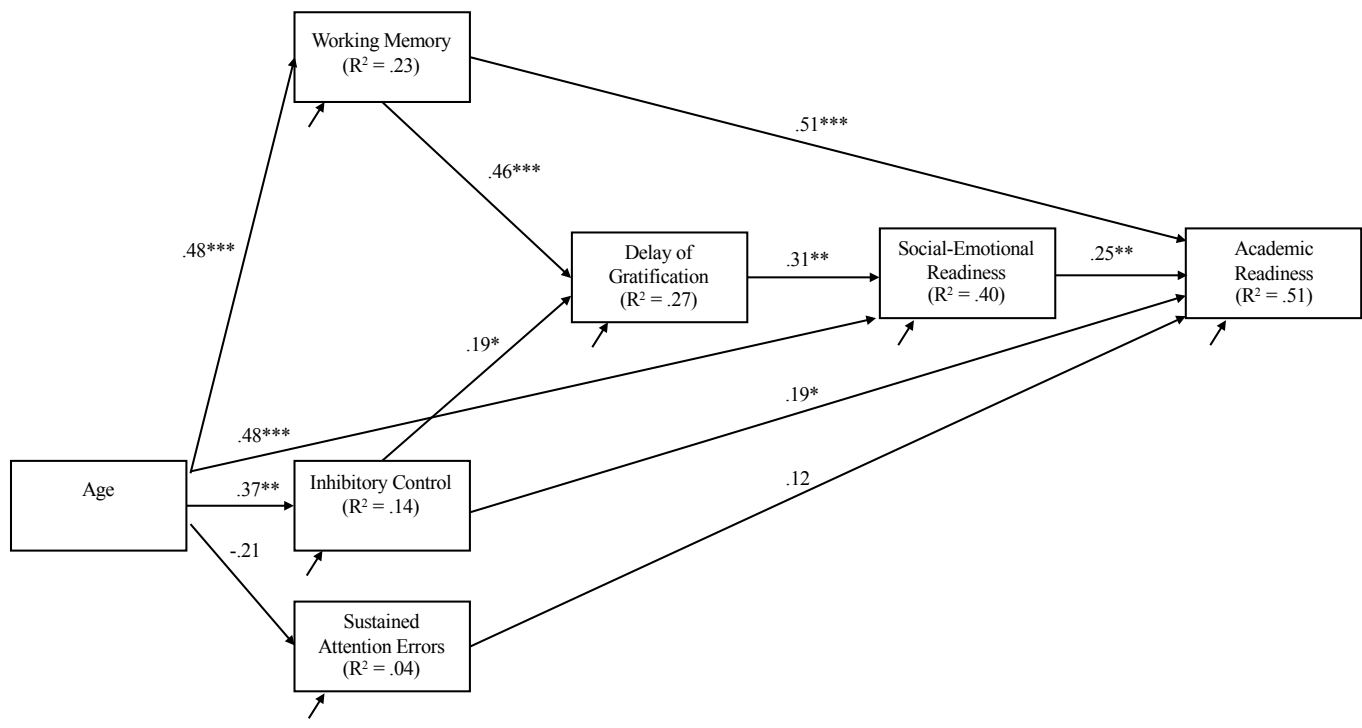 Working Memory
(R² = .23)
.51***
.46***
.48***
Delay of
Gratification
(R² = .27)
.31**
Social-Emotional
Readiness
(R² = .40)
.25**
Academic
Readiness
(R² = .51)
.19*
.19*
.48***
Age
.37**
Inhibitory Control
(R² = .14)
.12
-.21
Sustained
Attention Errors
(R² = .04)